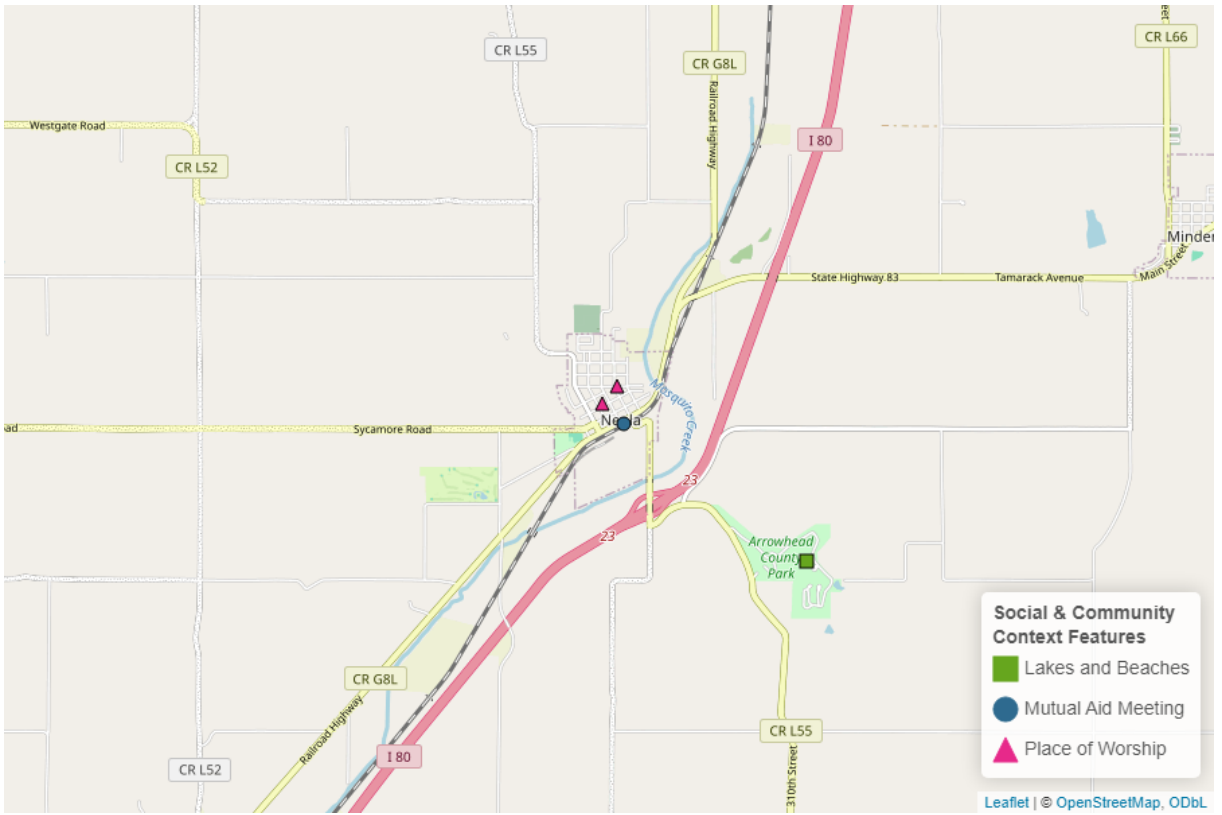 CR L55
CR G8L
CR L66
Railroad Highway
I 80
Westgate Road
CR L52
Minden
Main Street
State Highway 83
Tamarack Avenue
Mosquito Creek
Sycamore Road
23
23
Arrowhead
County
Park
CR G8L
Railroad Highway
I 80
CR L52
CR L55
310th Street
Social & Community
Context Features
Lakes and Beaches
Mutual Aid Meeting
Place of Worship
Leaflet | © OpenStreetMap, ODbL